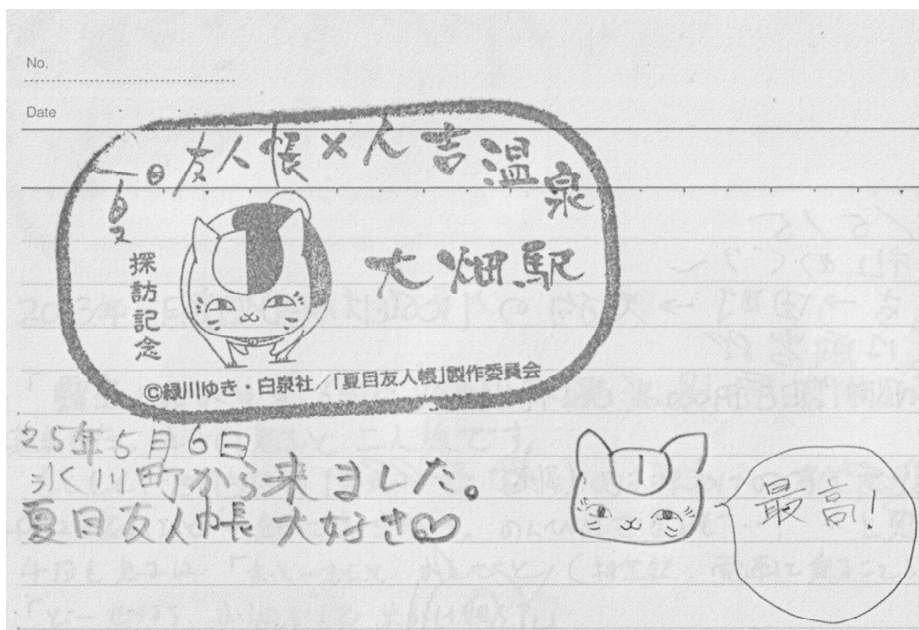 No.
Date
夏目友人帳×人吉温泉
大畑駅
探訪記念
©緑川ゆき・白泉社/「夏目友人帳」製作委員会
25年5月6日
氷川町から来ました。
夏目友人帳 大好き♡
最高!